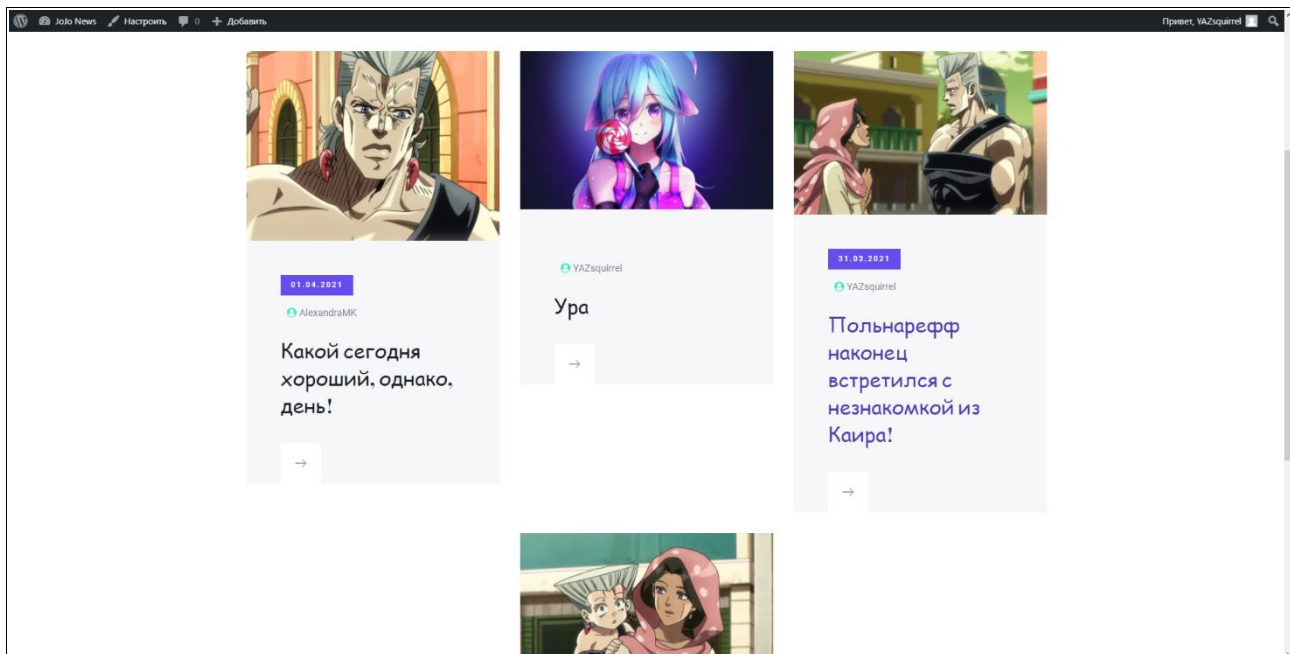 JoJo News Настроить 0 Добавить Привет, YAZsquirrel
01.04.2021
AlexandraMK
Какой сегодня
хороший, однако,
день!
YAZsquirrel
Ура
31.03.2021
YAZsquirrel
Польнарефф
наконец
встретился с
незнакомкой из
Каира!